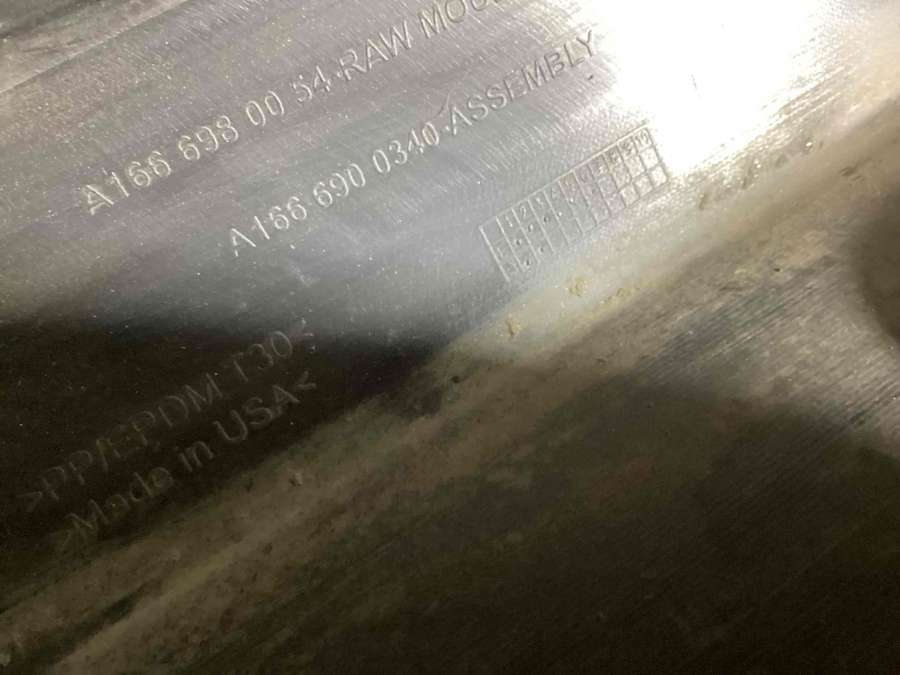 A166 698 00 54 RAW
A166 690 0340 ASSEMBLY
>PP/EPDM T30<
>Made in USA<